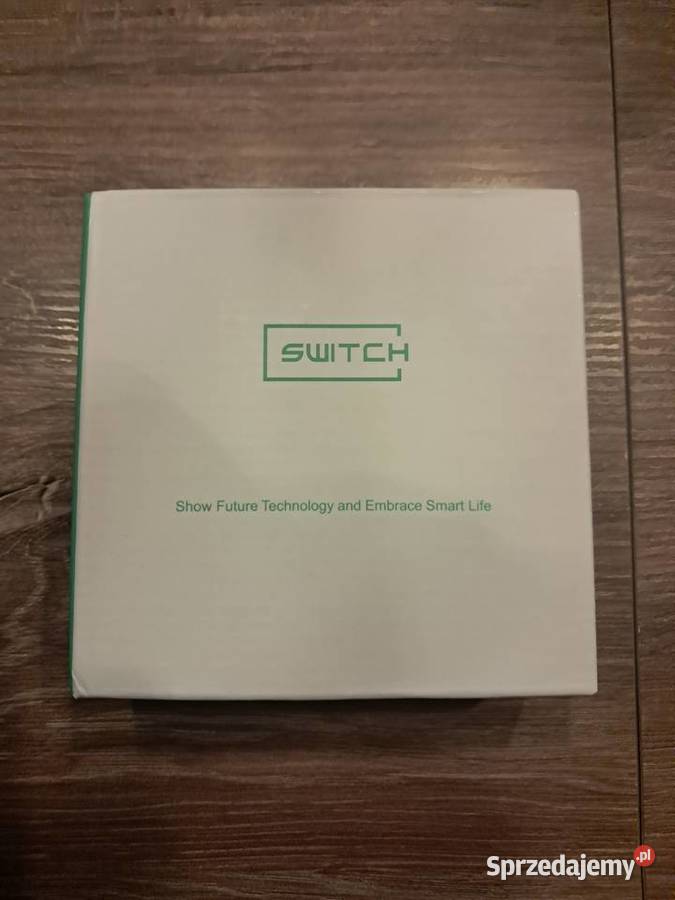 SWITCH
Show Future Technology and Embrace Smart Life
Sprzedajemy.pl